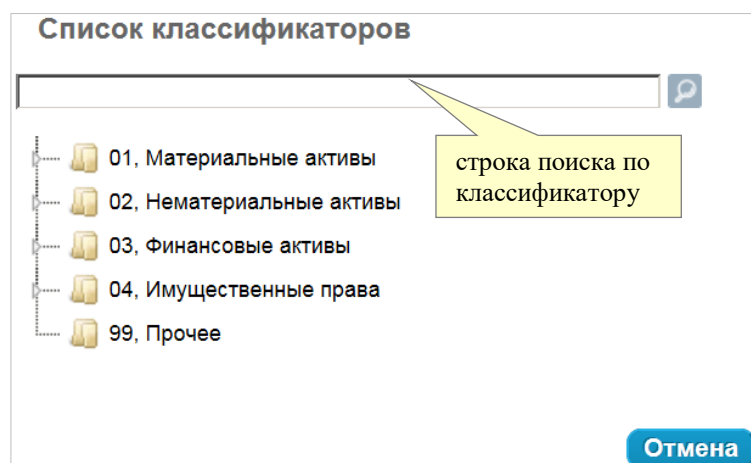 Список классификаторов
01, Материальные активы
строка поиска по
классификатору
02, Нематериальные активы
03, Финансовые активы
04, Имущественные права
99, Прочее
Отмена